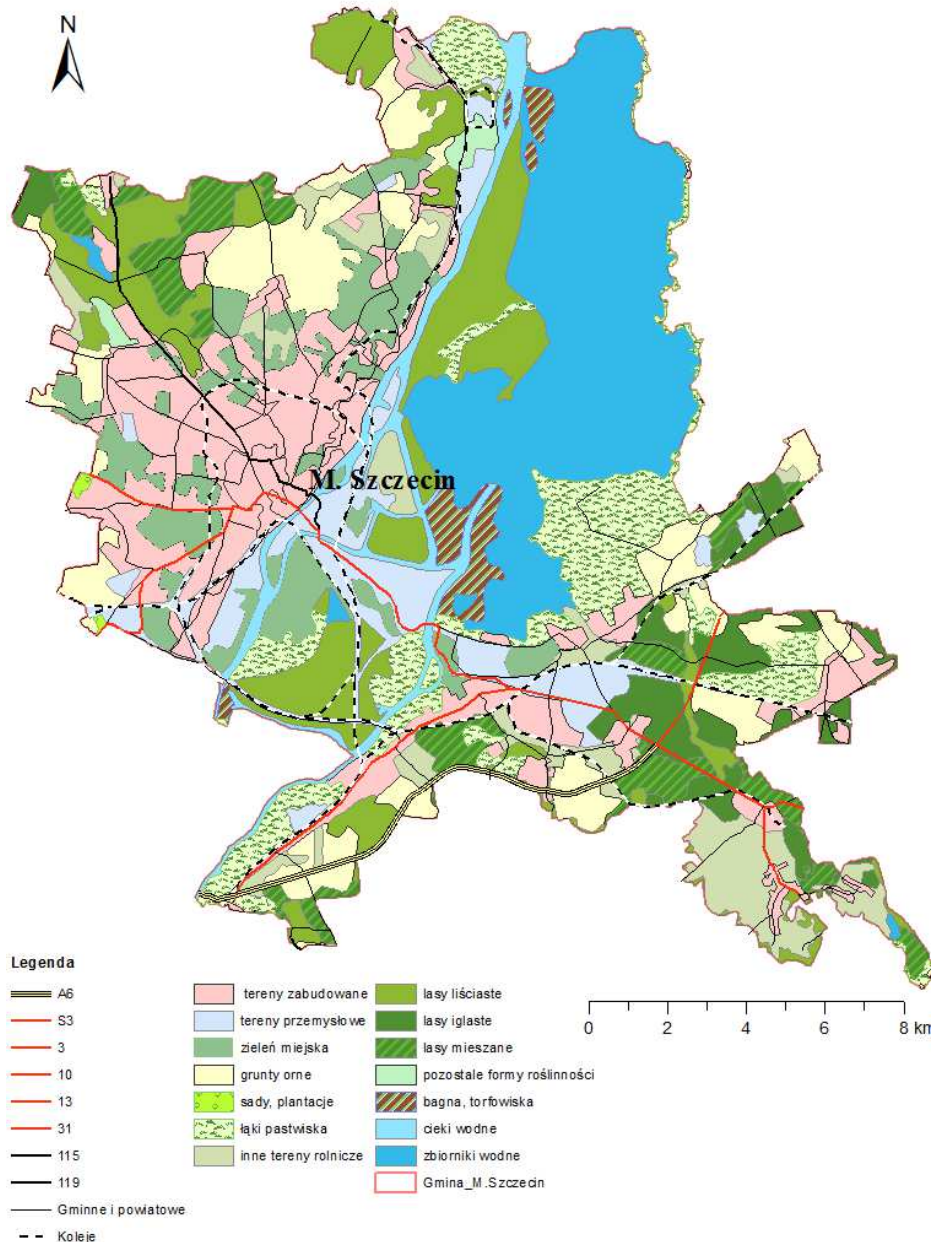 N
M. Szczecin
Legenda
A6
S3
3
10
13
31
115
119
Gminne i powiatowe
Koleje
tereny zabudowane
tereny przemysłowe
zieleń miejska
grunty orne
sady, plantacje
łąki pastwiska
inne tereny rolnicze
lasy liściaste
lasy iglaste
lasy mieszane
pozostałe formy roślinności
bagna, torfowiska
cieki wodne
zbiorniki wodne
Gmina_M.Szczecin
0 2 4 6 8 km